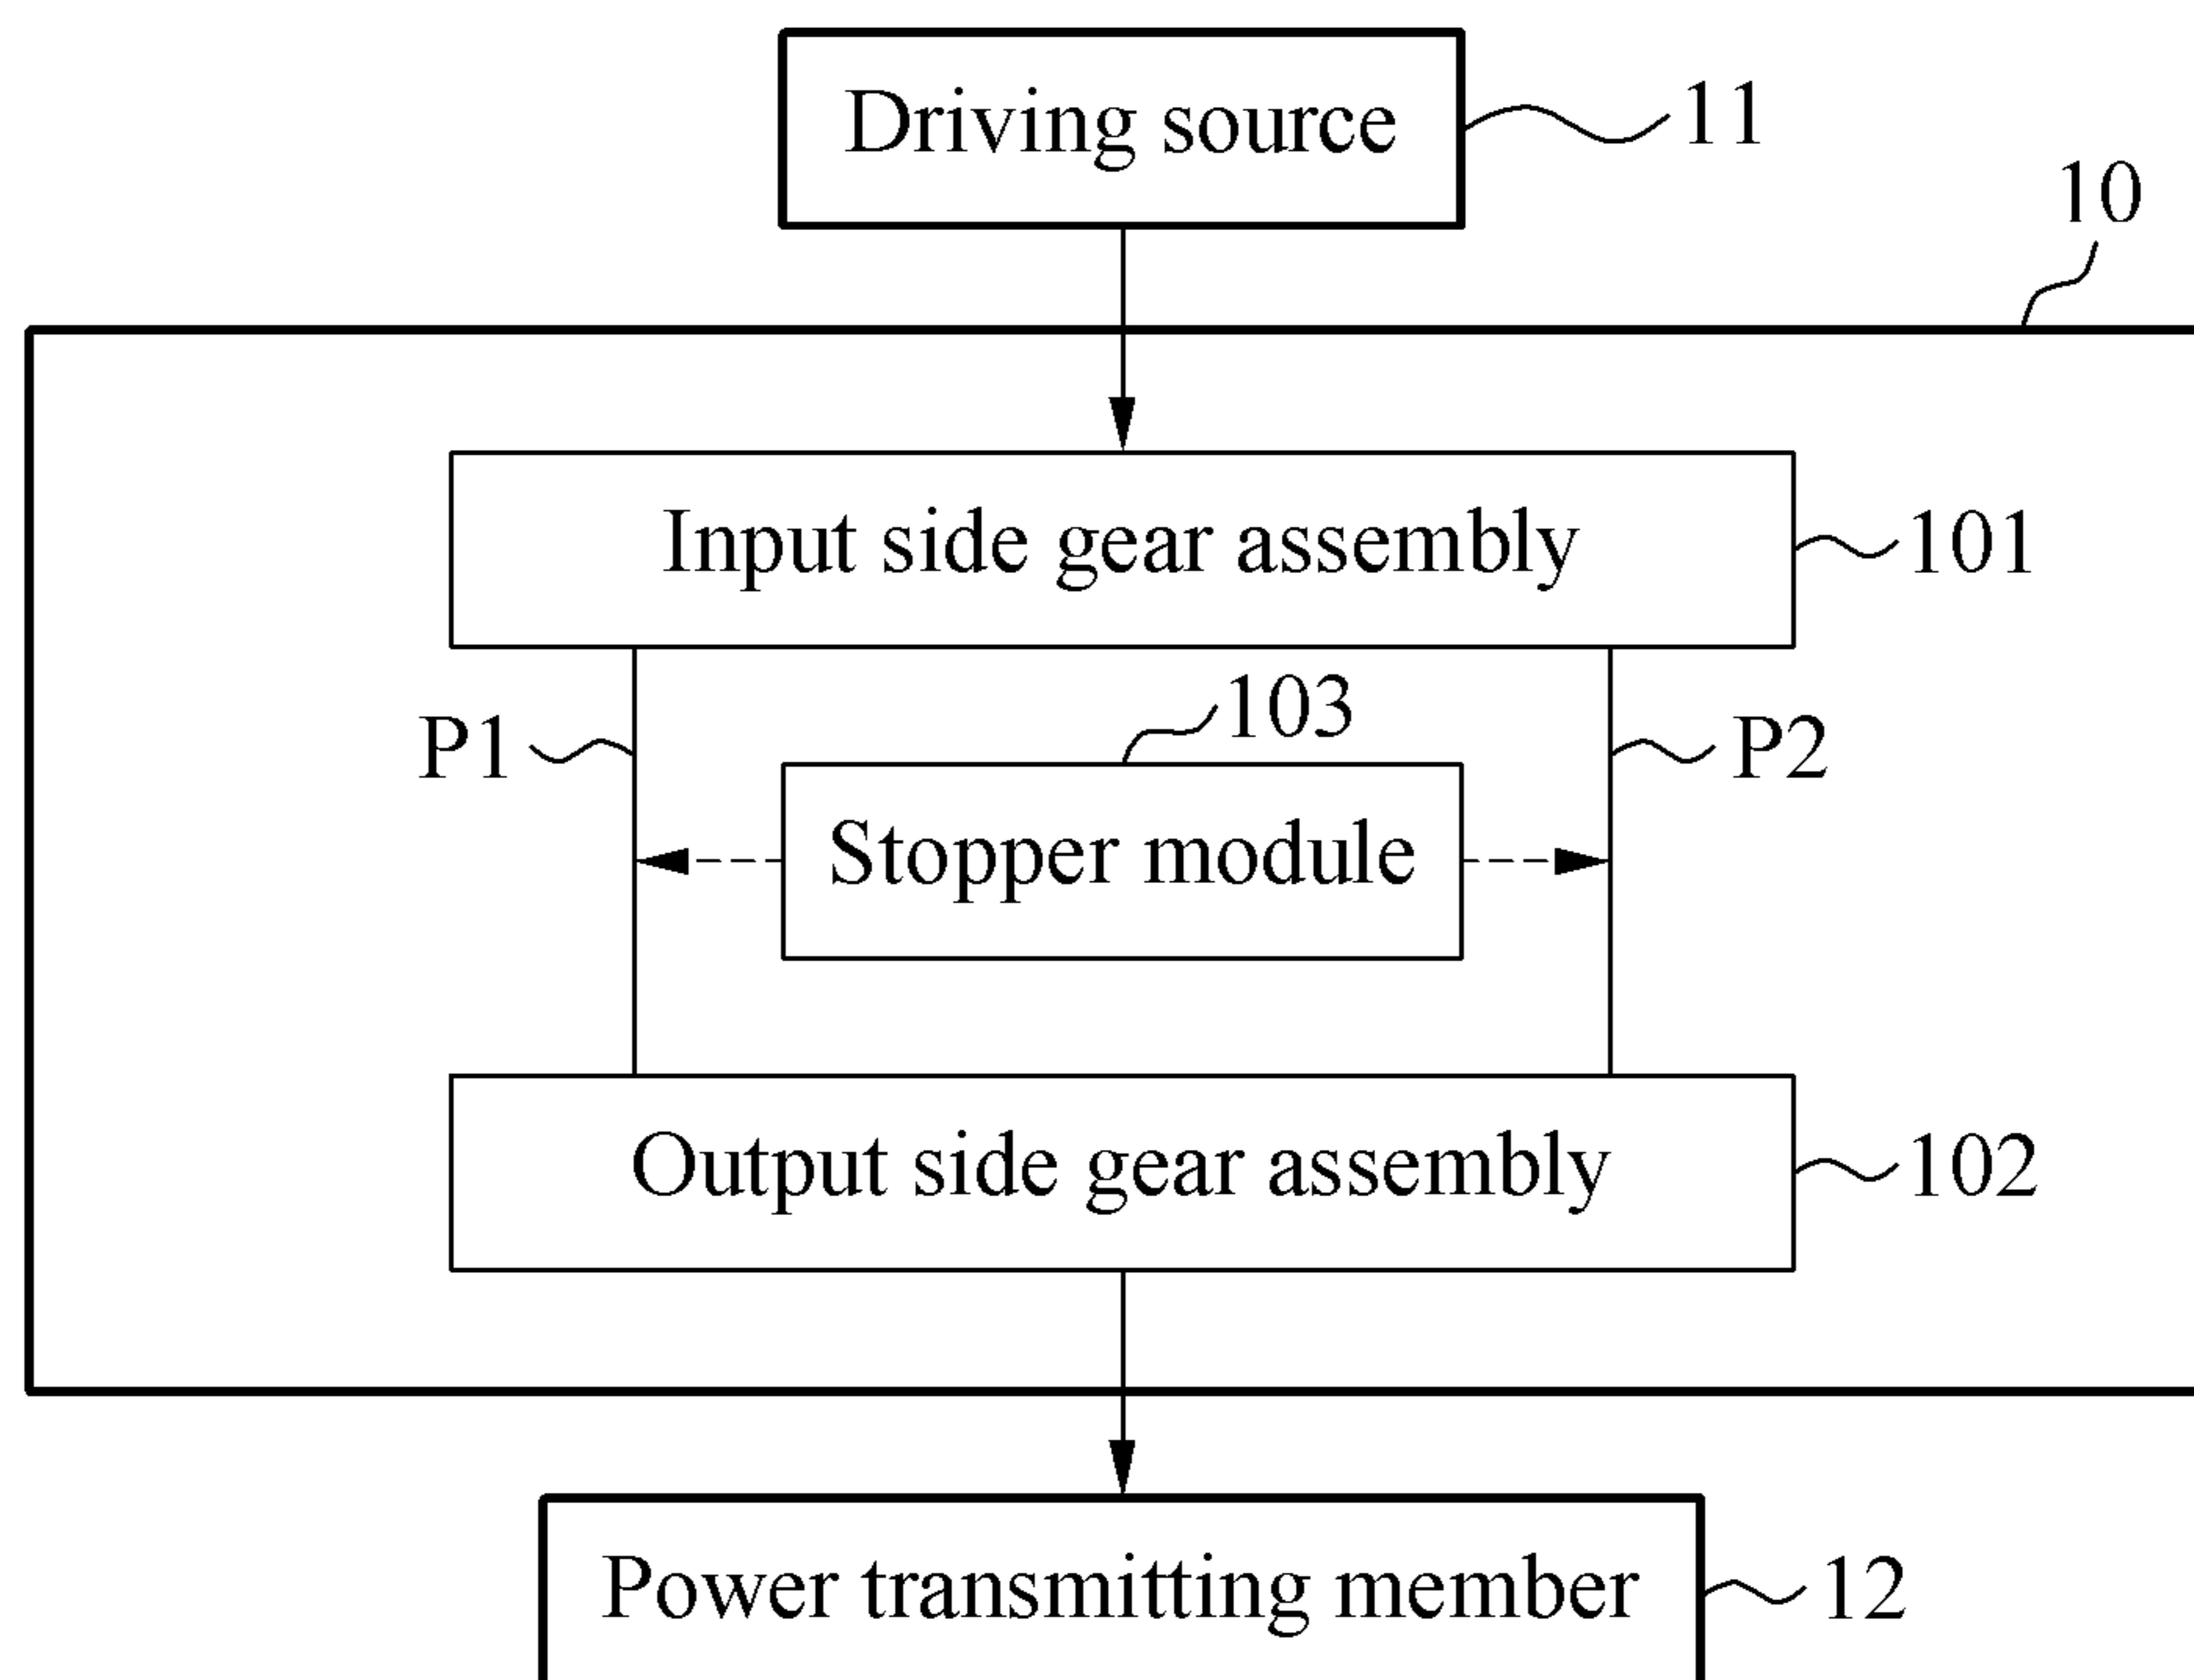 Driving source
11
10
Input side gear assembly
101
103
P1
P2
Stopper module
Output side gear assembly
102
Power transmitting member
12